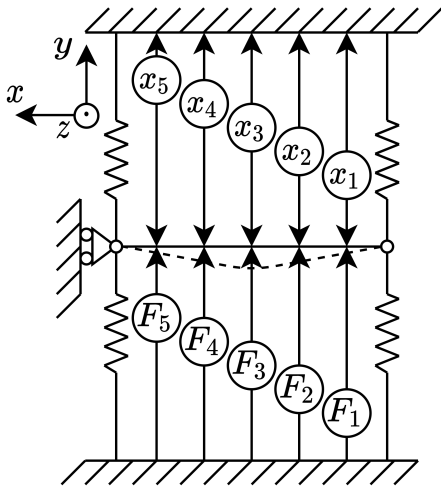 y
x
z
x₅
x₄
x₃
x₂
x₁
F₅
F₄
F₃
F₂
F₁